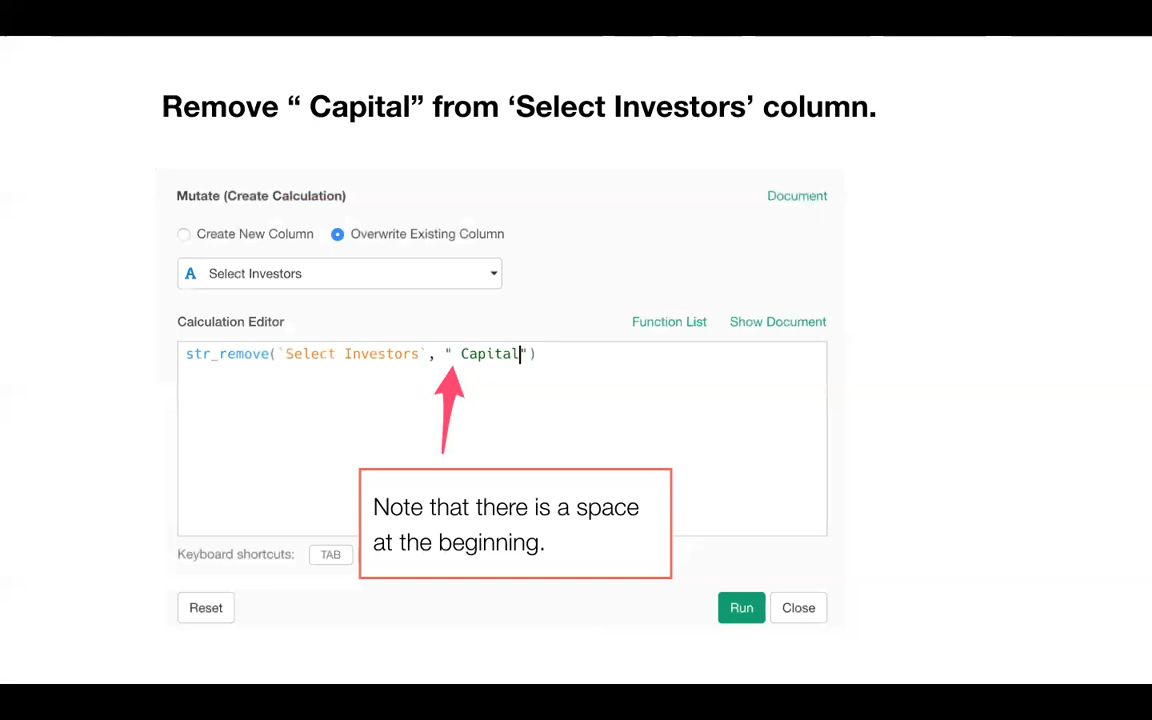 Remove “ Capital” from ‘Select Investors’ column.
Mutate (Create Calculation) Document
Create New Column Overwrite Existing Column
A Select Investors
Calculation Editor Function List Show Document
str_remove(`Select Investors`, " Capital")
Note that there is a space
at the beginning.
Keyboard shortcuts: TAB
Reset Run Close